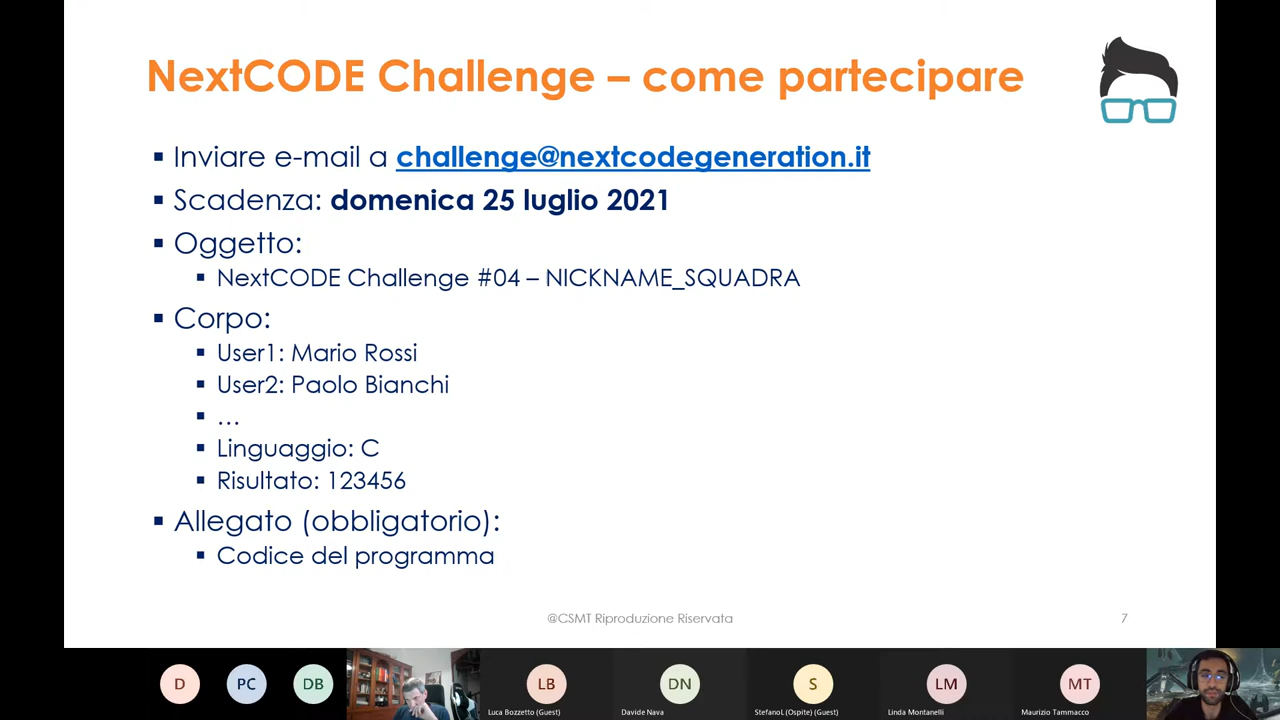 NextCODE Challenge – come partecipare
▪ Inviare e-mail a challenge@nextcodegeneration.it
▪ Scadenza: domenica 25 luglio 2021
▪ Oggetto:
▪ NextCODE Challenge #04 – NICKNAME_SQUADRA
▪ Corpo:
▪ User1: Mario Rossi
▪ User2: Paolo Bianchi
▪ …
▪ Linguaggio: C
▪ Risultato: 123456
▪ Allegato (obbligatorio):
▪ Codice del programma
@CSMT Riproduzione Riservata
7
D
PC
DB
LB
DN
S
LM
MT
Luca Bozzetto (Guest)
Davide Nava
StefanoL (Ospite) (Guest)
Linda Montanelli
Maurizio Tammacco